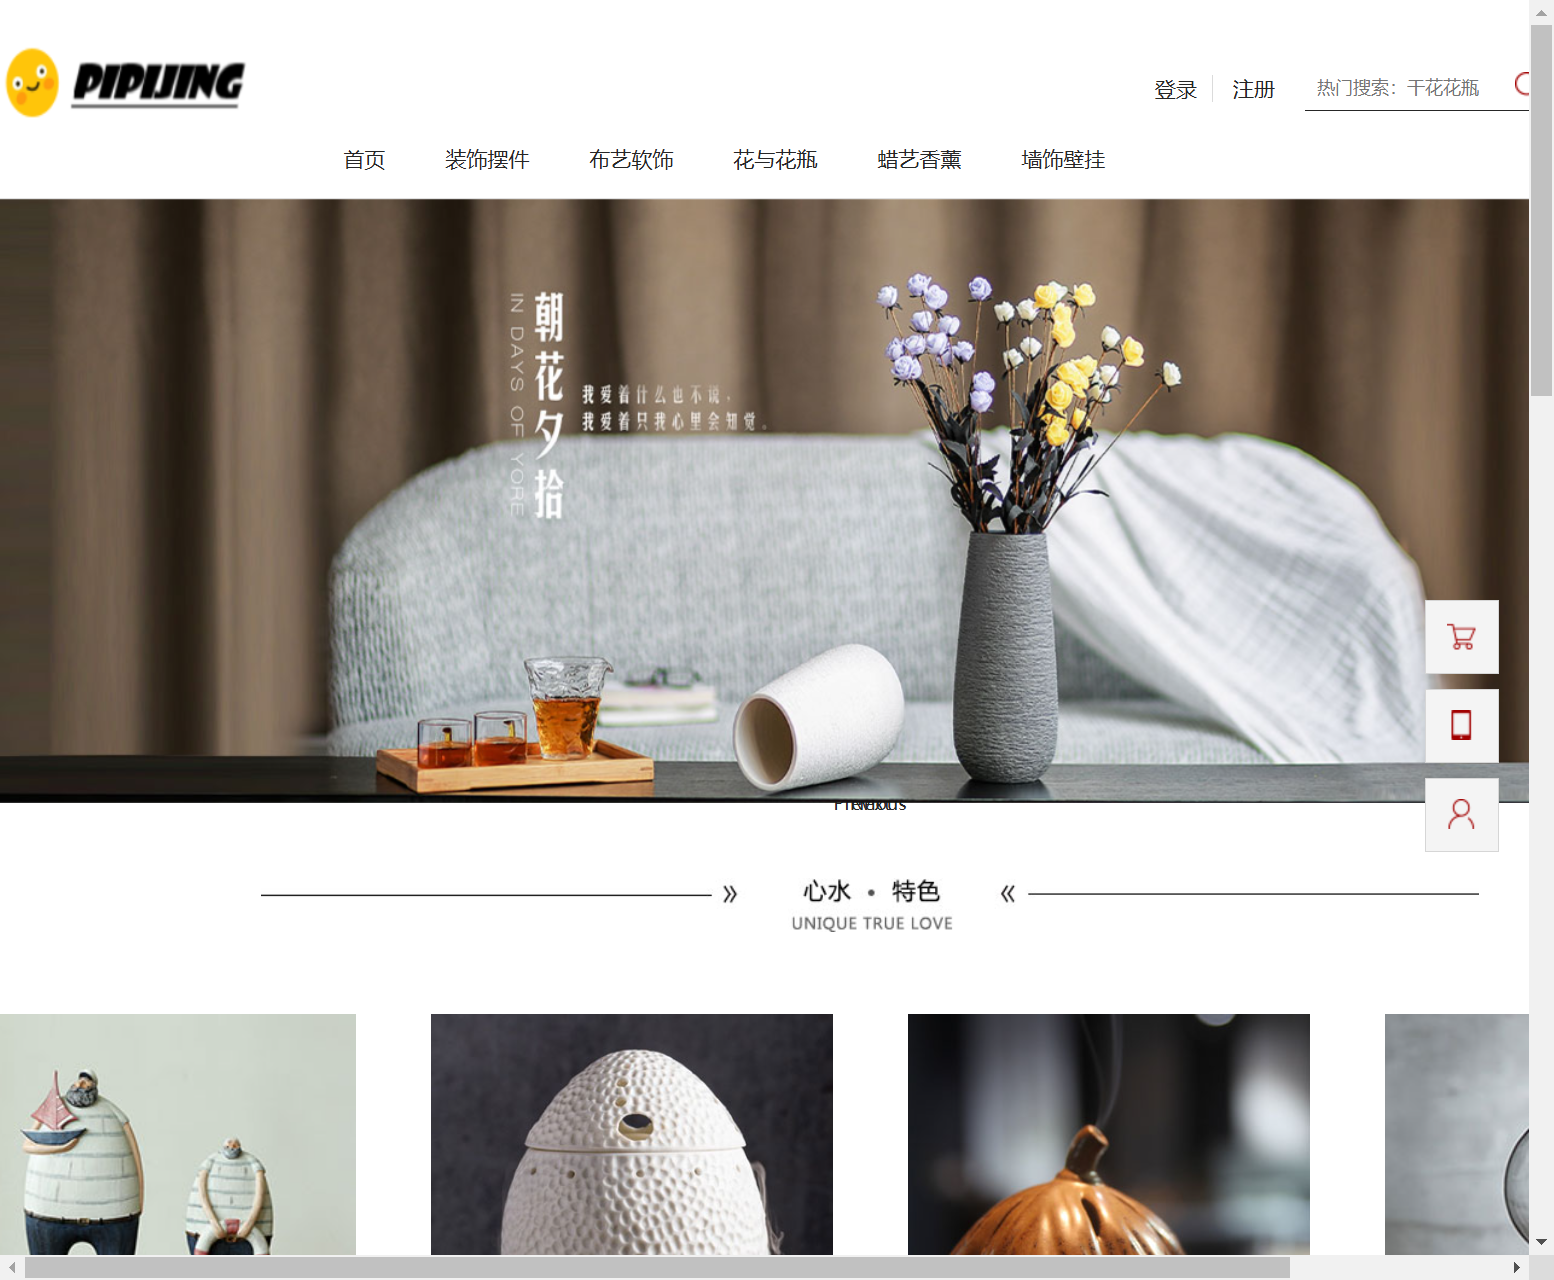 PIPIJING
登录
注册
热门搜索：干花花瓶
首页
装饰摆件
布艺软饰
花与花瓶
蜡艺香薰
墙饰壁挂
朝花夕拾
IN DAYS OF YORE
我爱着什么也不说，
我爱着只我心里会知觉。
Previous
Next
心水 • 特色
UNIQUE TRUE LOVE